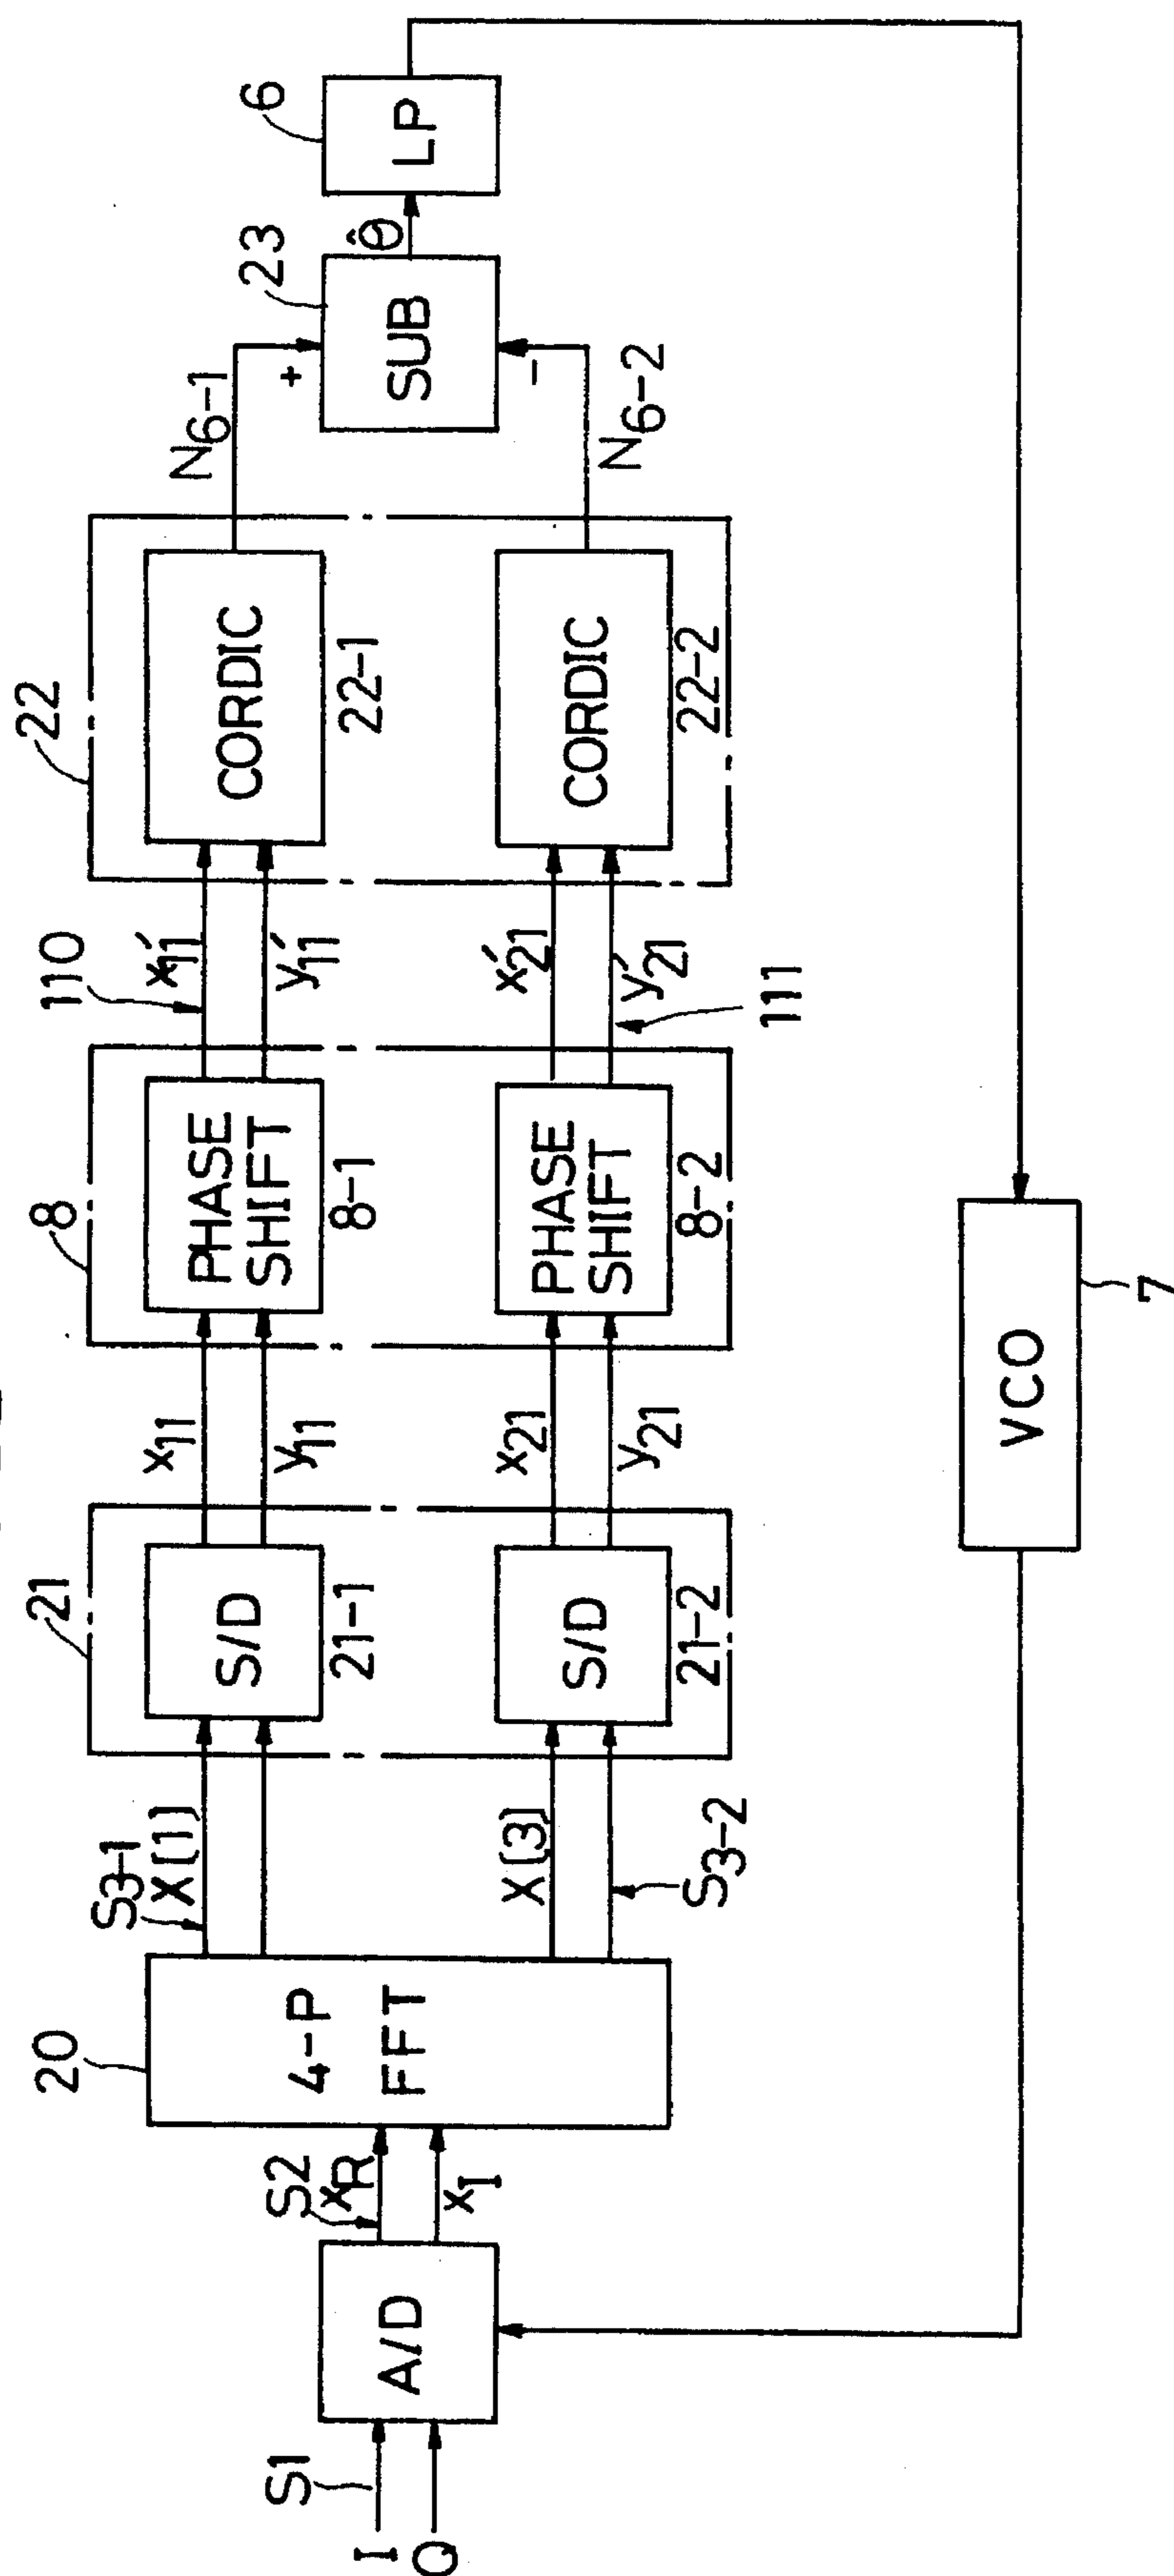 I
Q
S1
A/D
S2
xR
xI
20
4-P
FFT
S3-1
X(1)
X(3)
S3-2
21
S/D
21-1
S/D
21-2
x11
y11
x21
y21
8
PHASE
SHIFT
8-1
PHASE
SHIFT
8-2
110
x'11
y'11
x'21
y'21
111
22
CORDIC
22-1
CORDIC
22-2
N6-1
N6-2
+
-
23
SUB
θ̂
6
LP
VCO
7